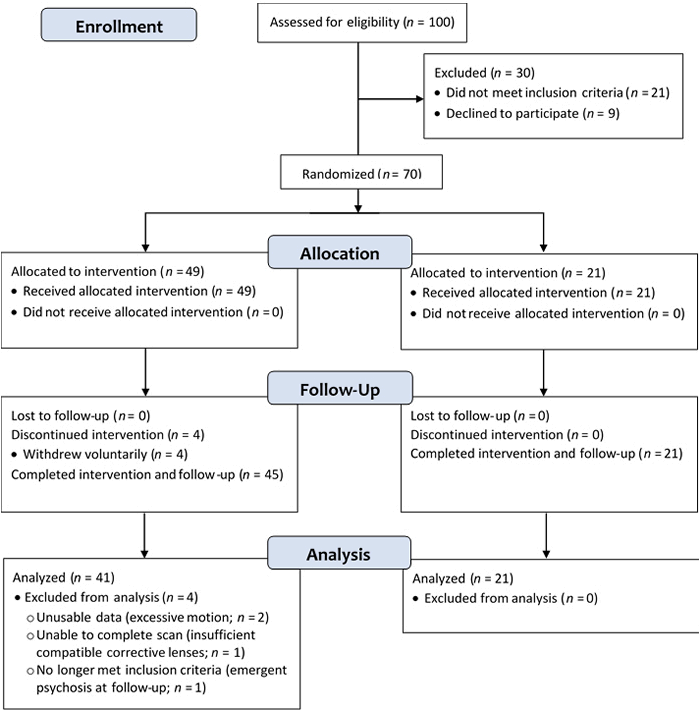 Enrollment
Assessed for eligibility (n = 100)
Excluded (n = 30)
• Did not meet inclusion criteria (n = 21)
• Declined to participate (n = 9)
Randomized (n = 70)
Allocation
Allocated to intervention (n = 49)
• Received allocated intervention (n = 49)
• Did not receive allocated intervention (n = 0)
Allocated to intervention (n = 21)
• Received allocated intervention (n = 21)
• Did not receive allocated intervention (n = 0)
Follow-Up
Lost to follow-up (n = 0)
Discontinued intervention (n = 4)
• Withdrew voluntarily (n = 4)
Completed intervention and follow-up (n = 45)
Lost to follow-up (n = 0)
Discontinued intervention (n = 0)
Completed intervention and follow-up (n = 21)
Analysis
Analyzed (n = 41)
• Excluded from analysis (n = 4)
○ Unusable data (excessive motion; n = 2)
○ Unable to complete scan (insufficient
compatible corrective lenses; n = 1)
○ No longer met inclusion criteria (emergent
psychosis at follow-up; n = 1)
Analyzed (n = 21)
• Excluded from analysis (n = 0)